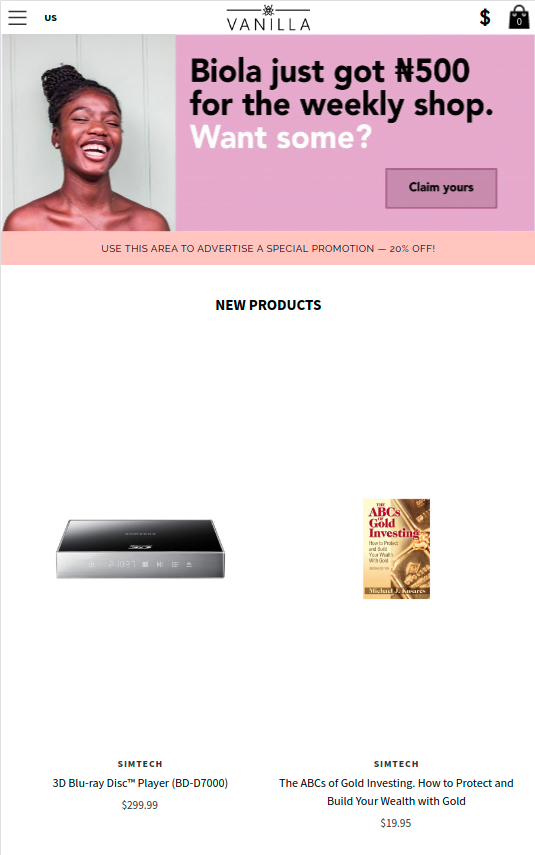 US
VANILLA
$
0
Biola just got ₦500
for the weekly shop.
Want some?
Claim yours
USE THIS AREA TO ADVERTISE A SPECIAL PROMOTION — 20% OFF!
NEW PRODUCTS
SAMSUNG
3D
THE
ABCs
OF
Gold
Investing
How to Protect
and Build
Your Wealth
With Gold
Michael J. Kosares
SIMTECH
3D Blu-ray Disc™ Player (BD-D7000)
$299.99
SIMTECH
The ABCs of Gold Investing. How to Protect and
Build Your Wealth with Gold
$19.95